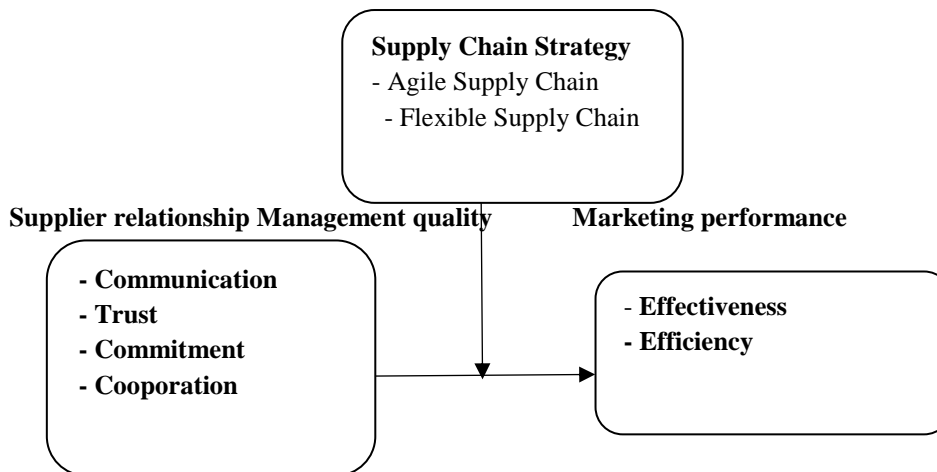 Supply Chain Strategy
- Agile Supply Chain
- Flexible Supply Chain
Supplier relationship Management quality
Marketing performance
- Communication
- Trust
- Commitment
- Cooporation
- Effectiveness
- Efficiency